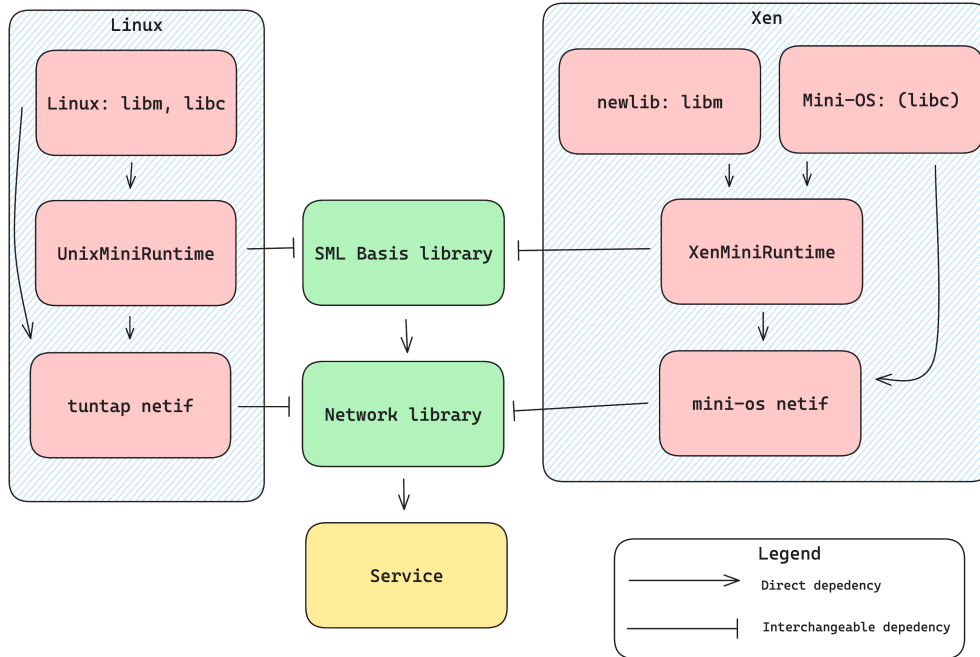 Linux
Linux: libm, libc
UnixMiniRuntime
tuntap netif
SML Basis library
Network library
Service
Xen
newlib: libm
Mini-OS: (libc)
XenMiniRuntime
mini-os netif
Legend
Direct depedency
Interchangeable depedency